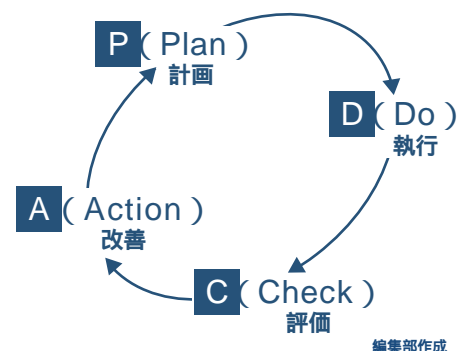 P（Plan）
計画
D（Do）
執行
A（Action）
改善
C（Check）
評価
編集部作成